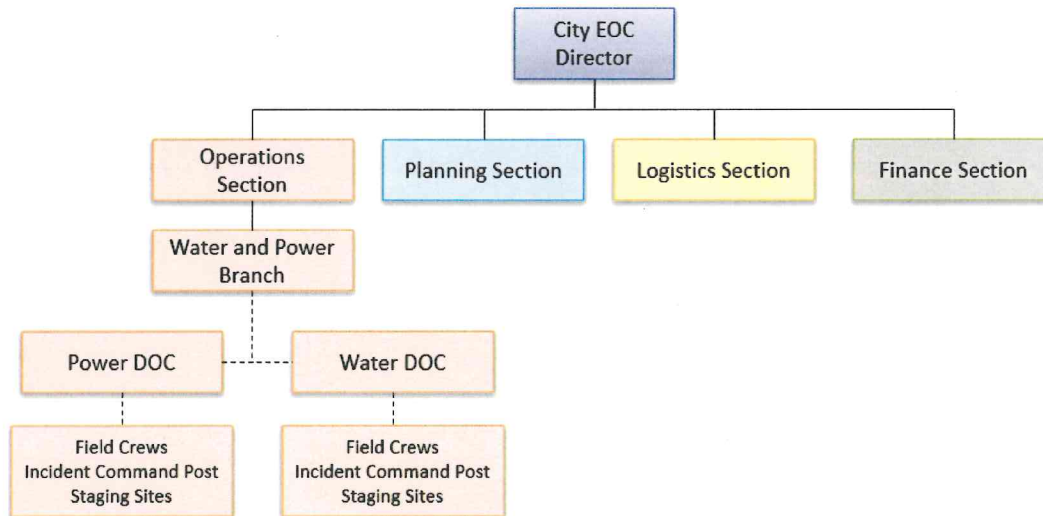 City EOC
Director
Operations
Section
Planning Section
Logistics Section
Finance Section
Water and Power
Branch
Power DOC
Water DOC
Field Crews
Incident Command Post
Staging Sites
Field Crews
Incident Command Post
Staging Sites